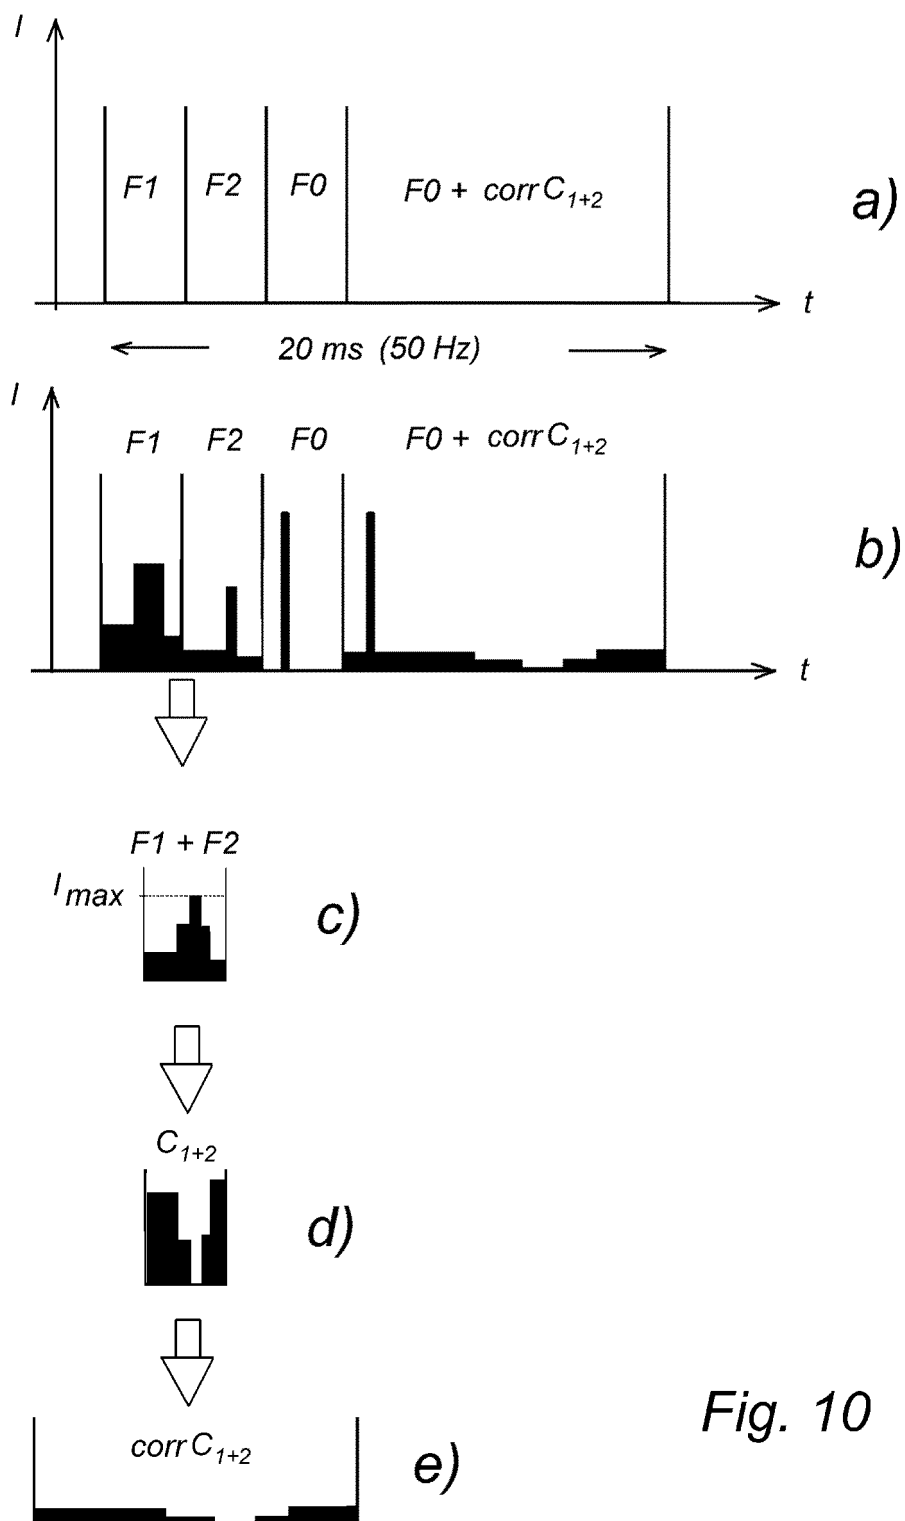 I
F1 F2 F0 F0 + corr C1+2
a)
t
20 ms (50 Hz)
I
F1 F2 F0 F0 + corr C1+2
b)
t
F1 + F2
I max
c)
C1+2
d)
Fig. 10
corr C1+2
e)